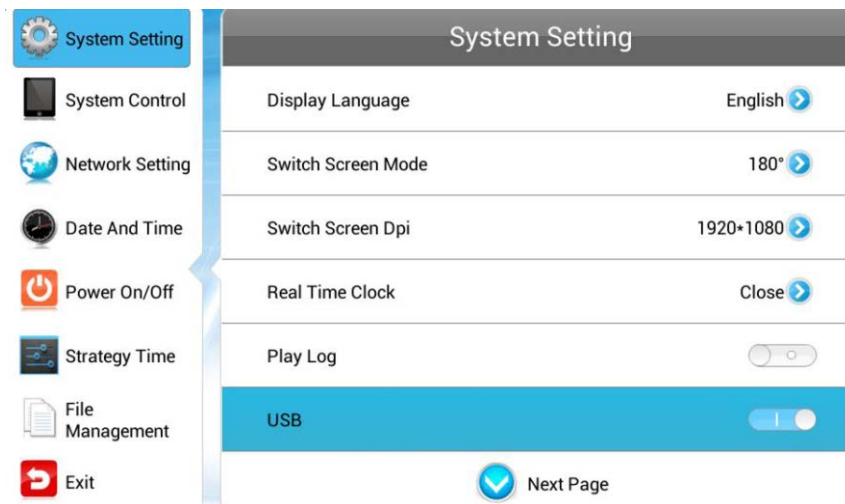 System Setting
System Control
Network Setting
Date And Time
Power On/Off
Strategy Time
File
Management
Exit
System Setting
Display Language English
Switch Screen Mode 180°
Switch Screen Dpi 1920*1080
Real Time Clock Close
Play Log
USB
Next Page